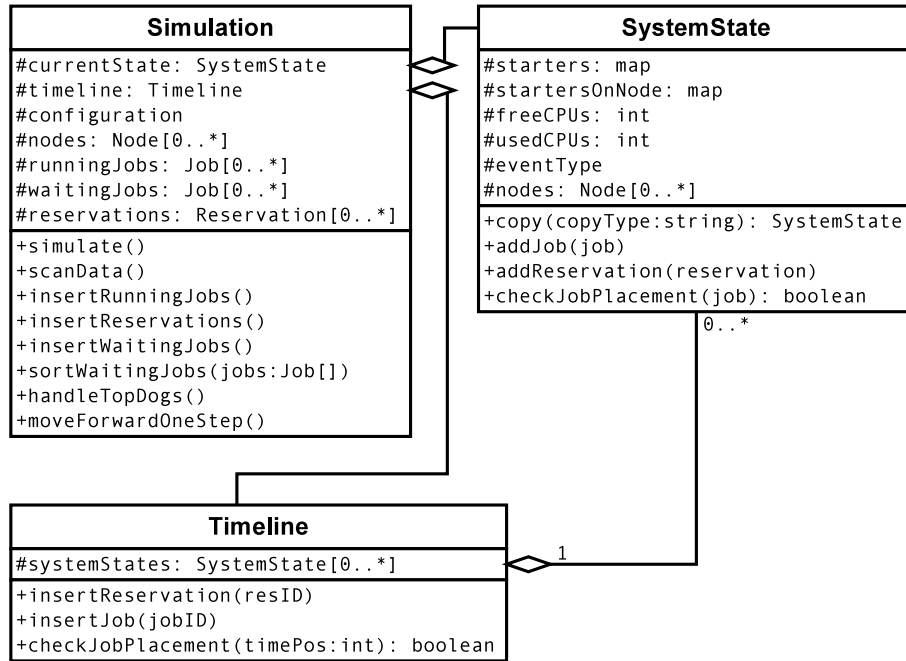 Simulation
#currentState: SystemState
#timeline: Timeline
#configuration
#nodes: Node[0..*]
#runningJobs: Job[0..*]
#waitingJobs: Job[0..*]
#reservations: Reservation[0..*]
+simulate()
+scanData()
+insertRunningJobs()
+insertReservations()
+insertWaitingJobs()
+sortWaitingJobs(jobs:Job[])
+handleTopDogs()
+moveForwardOneStep()
SystemState
#starters: map
#startersOnNode: map
#freeCPUs: int
#usedCPUs: int
#eventType
#nodes: Node[0..*]
+copy(copyType:string): SystemState
+addJob(job)
+addReservation(reservation)
+checkJobPlacement(job): boolean
0..*
Timeline
#systemStates: SystemState[0..*]
+insertReservation(resID)
+insertJob(jobID)
+checkJobPlacement(timePos:int): boolean
1